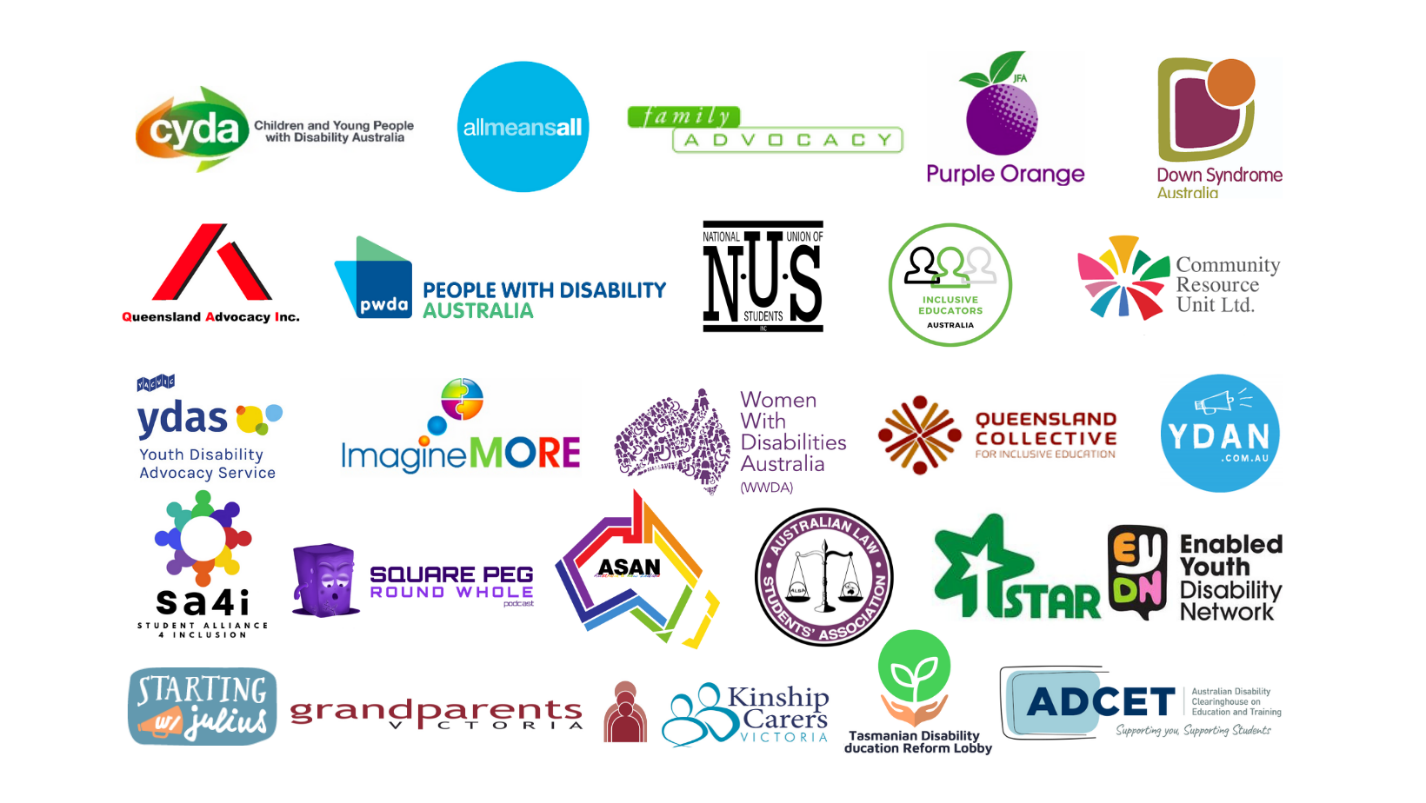 cyda
Children and Young People
with Disability Australia
allmeansall
family
ADVOCACY
JFA
Purple Orange
Down Syndrome
Australia
Queensland Advocacy Inc.
pwda
PEOPLE WITH DISABILITY
AUSTRALIA
NATIONAL UNION OF
N.U.S
STUDENTS
INC
INCLUSIVE
EDUCATORS
AUSTRALIA
Community
Resource
Unit Ltd.
YACVIC
ydas
Youth Disability
Advocacy Service
ImagineMORE
Women
With
Disabilities
Australia
(WWDA)
QUEENSLAND
COLLECTIVE
FOR INCLUSIVE EDUCATION
YDAN
.COM.AU
sa4i
STUDENT ALLIANCE
4 INCLUSION
SQUARE PEG
ROUND WHOLE
podcast
ASAN
AUSTRALIAN LAW
STUDENTS' ASSOCIATION
ALSA
STAR
EYDN
Enabled
Youth
Disability
Network
STARTING
w/ julius
grandparents
VICTORIA
Kinship
Carers
VICTORIA
Tasmanian Disability
ducation Reform Lobby
ADCET
Australian Disability
Clearinghouse on
Education and Training
Supporting you, Supporting Students